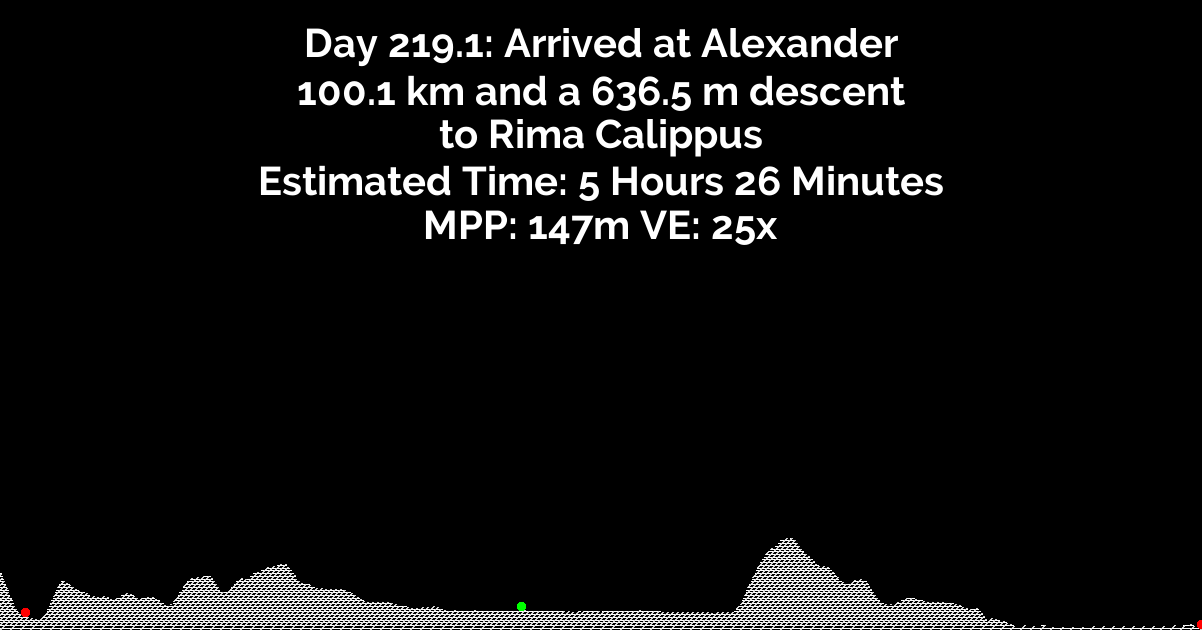 Day 219.1: Arrived at Alexander
100.1 km and a 636.5 m descent
to Rima Calippus
Estimated Time: 5 Hours 26 Minutes
MPP: 147m VE: 25x